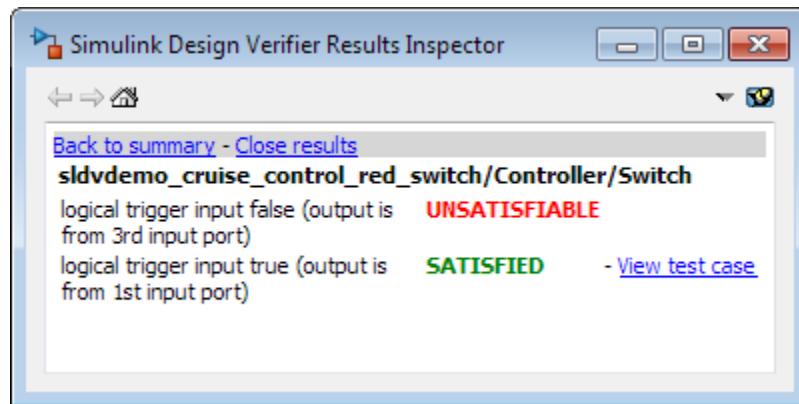 Simulink Design Verifier Results Inspector
Back to summary - Close results
sldvdemo_cruise_control_red_switch/Controller/Switch
logical trigger input false (output is UNSATISFIABLE
from 3rd input port)
logical trigger input true (output is SATISFIED - View test case
from 1st input port)